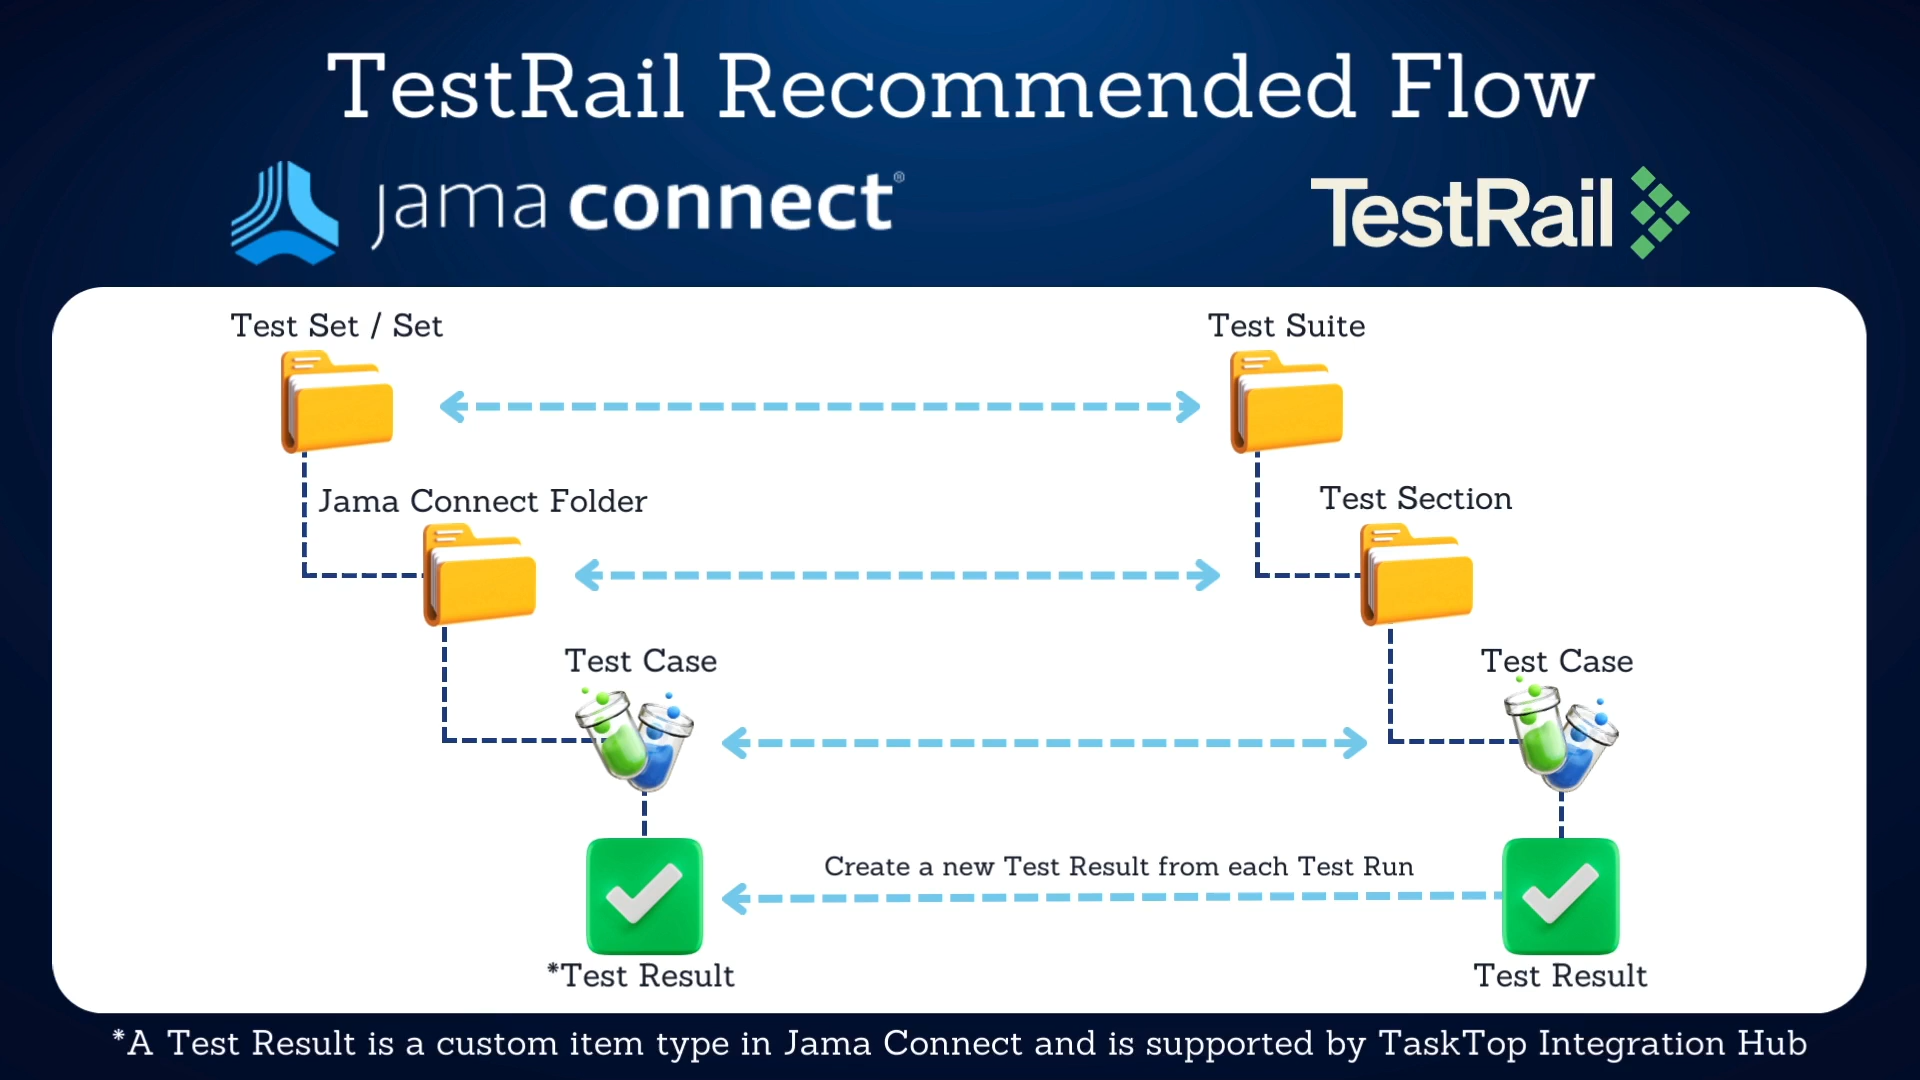 TestRail Recommended Flow
jama connect®
TestRail
Test Set / Set
Test Suite
Jama Connect Folder
Test Section
Test Case
Test Case
Create a new Test Result from each Test Run
*Test Result
Test Result
*A Test Result is a custom item type in Jama Connect and is supported by TaskTop Integration Hub